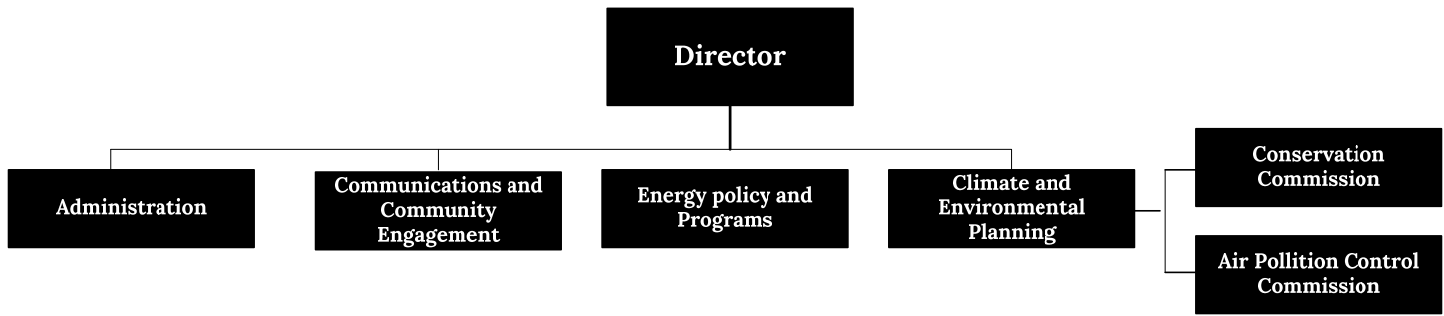 Director
Administration
Communications and
Community
Engagement
Energy policy and
Programs
Climate and
Environmental
Planning
Conservation
Commission
Air Pollition Control
Commission